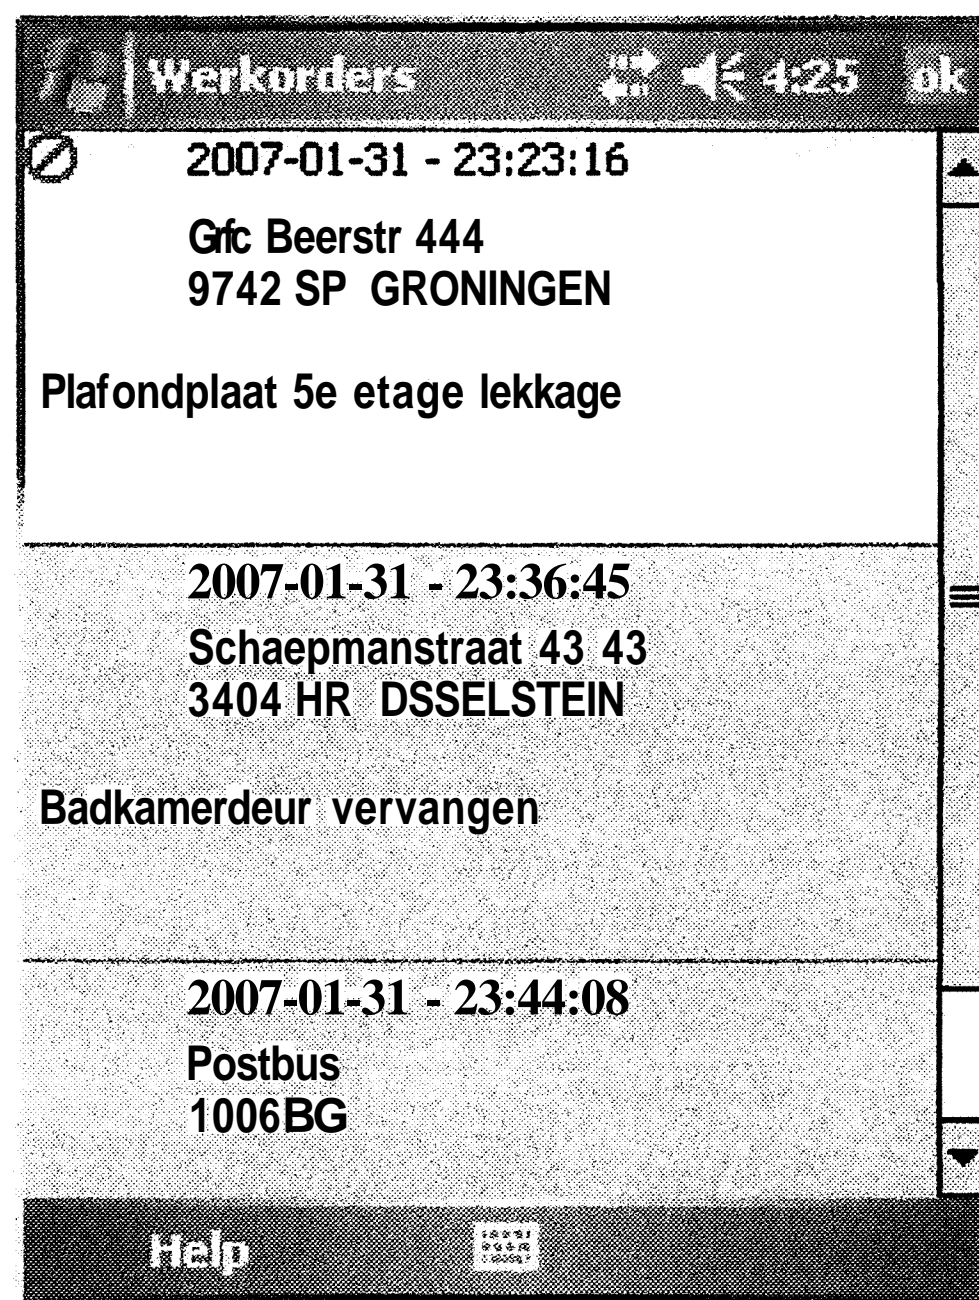 Werkorders 4:25 ok
2007-01-31 - 23:23:16
Grfc Beerstr 444
9742 SP GRONINGEN
Plafondplaat 5e etage lekkage
2007-01-31 - 23:36:45
Schaepmanstraat 43 43
3404 HR DSSELSTEIN
Badkamerdeur vervangen
2007-01-31 - 23:44:08
Postbus
1006BG
Help